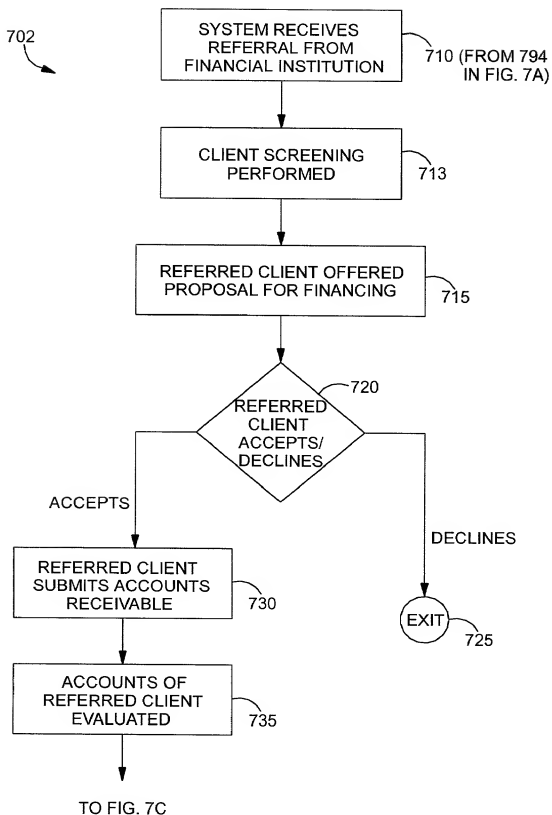 702
SYSTEM RECEIVES
REFERRAL FROM
FINANCIAL INSTITUTION
710 (FROM 794
IN FIG. 7A)
CLIENT SCREENING
PERFORMED
713
REFERRED CLIENT OFFERED
PROPOSAL FOR FINANCING
715
720
REFERRED
CLIENT
ACCEPTS/
DECLINES
ACCEPTS
DECLINES
REFERRED CLIENT
SUBMITS ACCOUNTS
RECEIVABLE
730
EXIT
725
ACCOUNTS OF
REFERRED CLIENT
EVALUATED
735
TO FIG. 7C